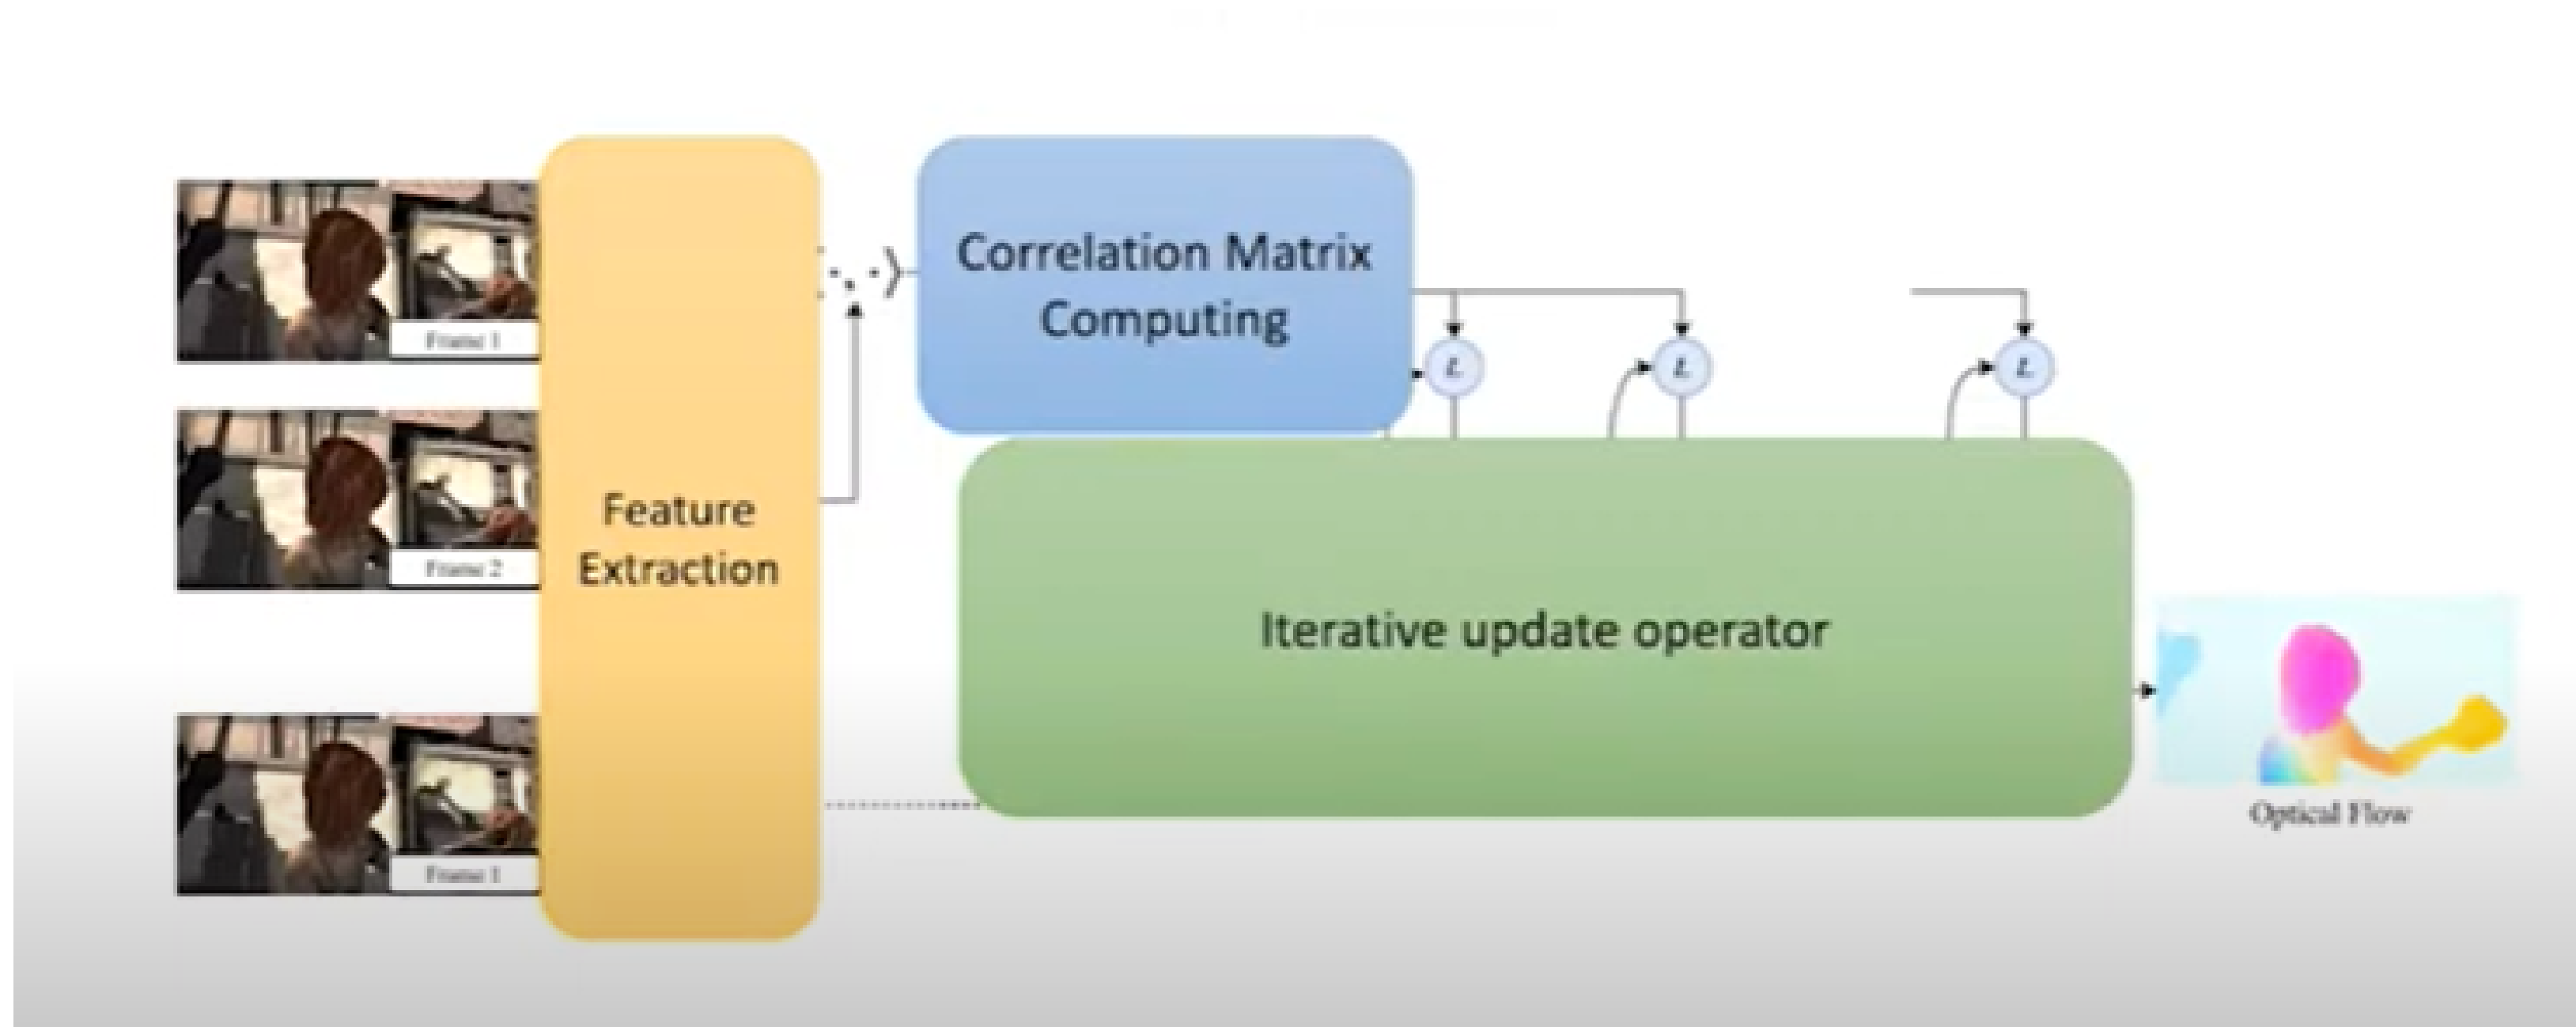 Frame 1
Frame 2
Frame 1
Feature
Extraction
Correlation Matrix
Computing
L
L
L
Iterative update operator
Optical Flow